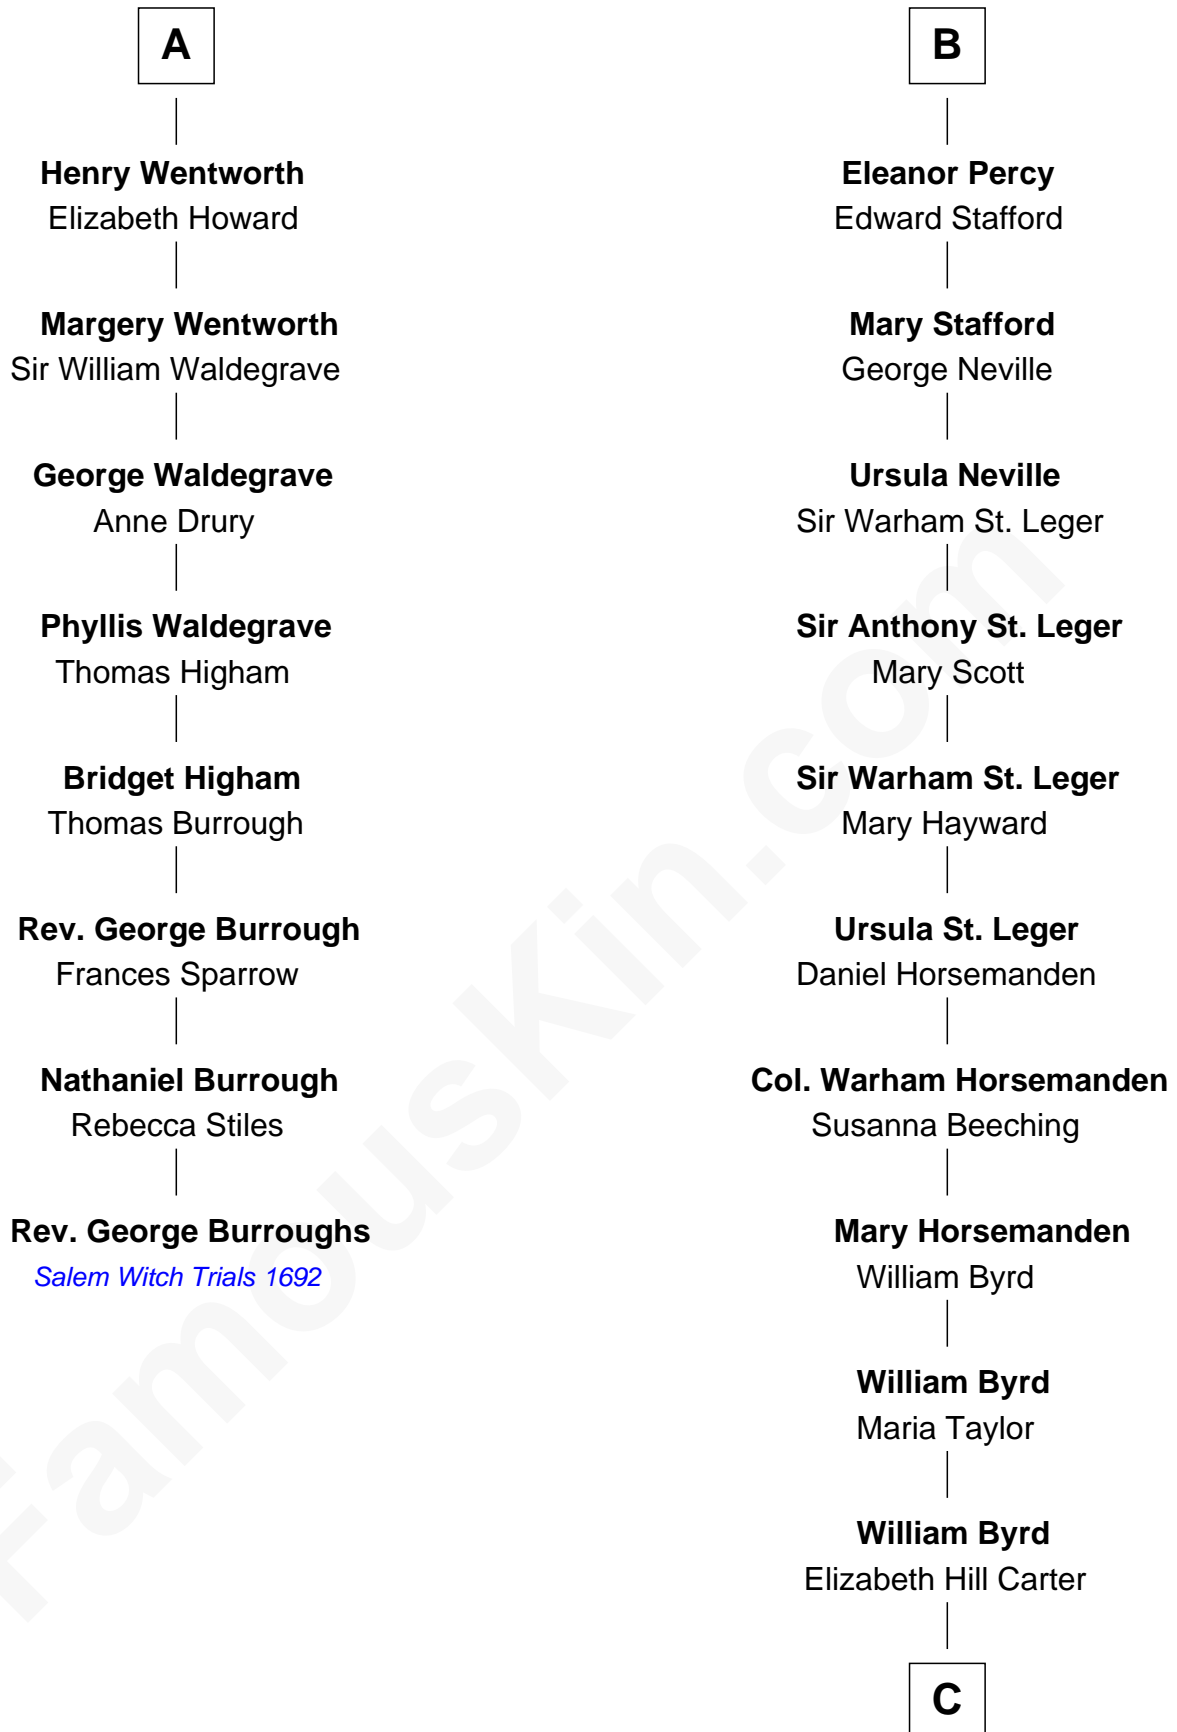 A
Henry Wentworth
Elizabeth Howard
Margery Wentworth
Sir William Waldegrave
George Waldegrave
Anne Drury
Phyllis Waldegrave
Thomas Higham
Bridget Higham
Thomas Burrough
Rev. George Burrough
Frances Sparrow
Nathaniel Burrough
Rebecca Stiles
Rev. George Burroughs
Salem Witch Trials 1692
B
Eleanor Percy
Edward Stafford
Mary Stafford
George Neville
Ursula Neville
Sir Warham St. Leger
Sir Anthony St. Leger
Mary Scott
Sir Warham St. Leger
Mary Hayward
Ursula St. Leger
Daniel Horsemanden
Col. Warham Horsemanden
Susanna Beeching
Mary Horsemanden
William Byrd
William Byrd
Maria Taylor
William Byrd
Elizabeth Hill Carter
C
FamousKin.com